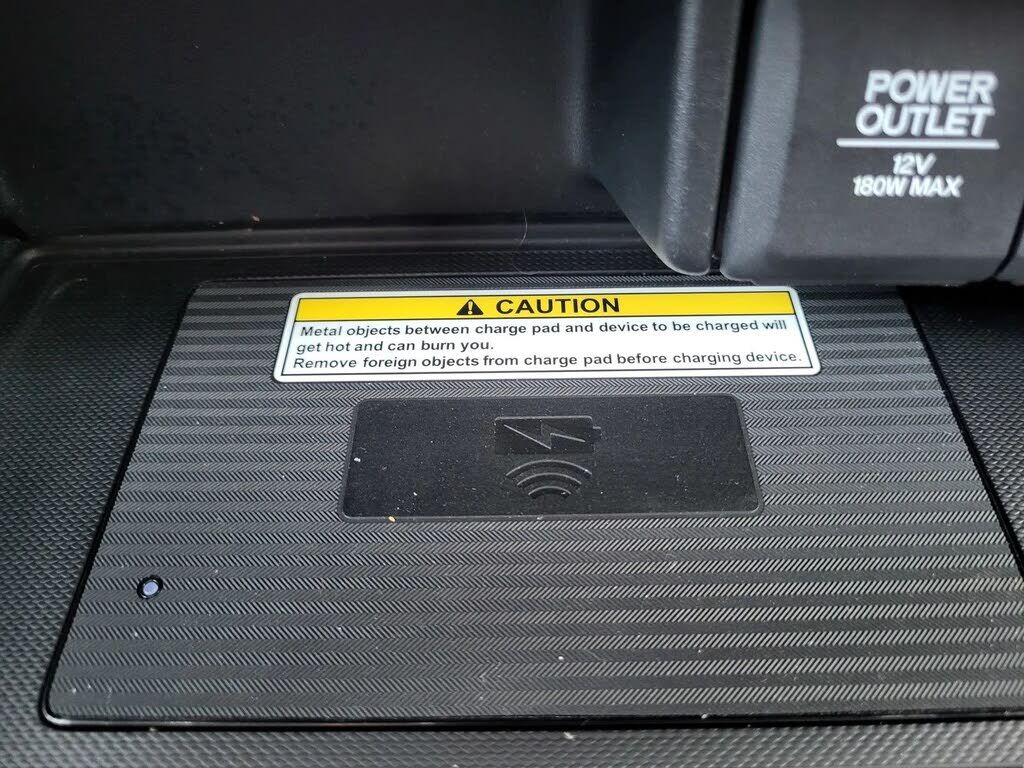 POWER
OUTLET
12V
180W MAX
CAUTION
Metal objects between charge pad and device to be charged will
get hot and can burn you.
Remove foreign objects from charge pad before charging device.